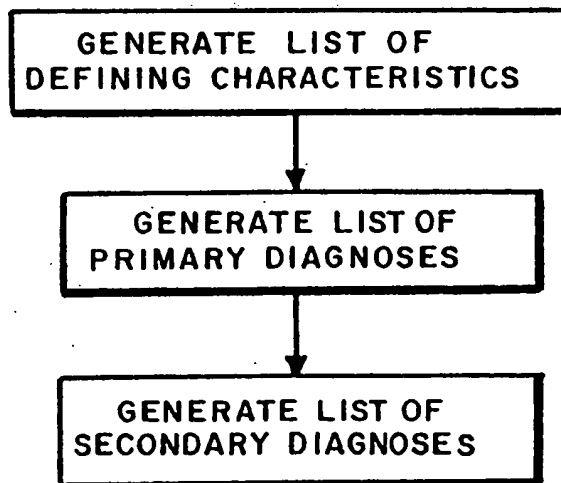 GENERATE LIST OF
DEFINING CHARACTERISTICS
GENERATE LIST OF
PRIMARY DIAGNOSES
GENERATE LIST OF
SECONDARY DIAGNOSES